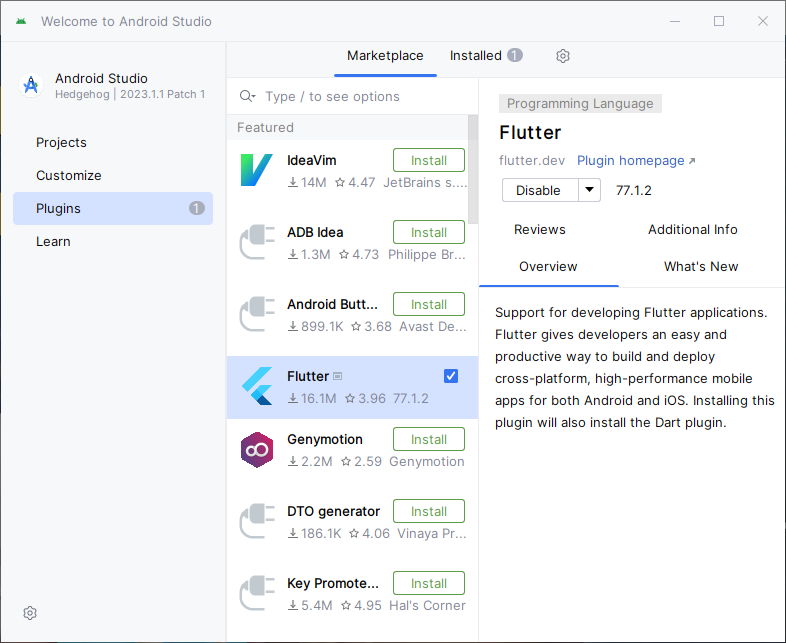 Welcome to Android Studio
Android Studio
Hedgehog | 2023.1.1 Patch 1
Projects
Customize
Plugins 1
Learn
Marketplace Installed 1
Type / to see options
Featured
IdeaVim Install
14M 4.47 JetBrains s....
ADB Idea Install
1.3M 4.73 Philippe Br...
Android Butt... Install
899.1K 3.68 Avast De...
Flutter
16.1M 3.96 77.1.2
Genymotion Install
2.2M 2.59 Genymotion
DTO generator Install
186.1K 4.06 Vinaya Pr...
Key Promote... Install
5.4M 4.95 Hal's Corner
Programming Language
Flutter
flutter.dev Plugin homepage ↗
Disable 77.1.2
Reviews Additional Info
Overview What's New
Support for developing Flutter applications.
Flutter gives developers an easy and
productive way to build and deploy
cross-platform, high-performance mobile
apps for both Android and iOS. Installing this
plugin will also install the Dart plugin.